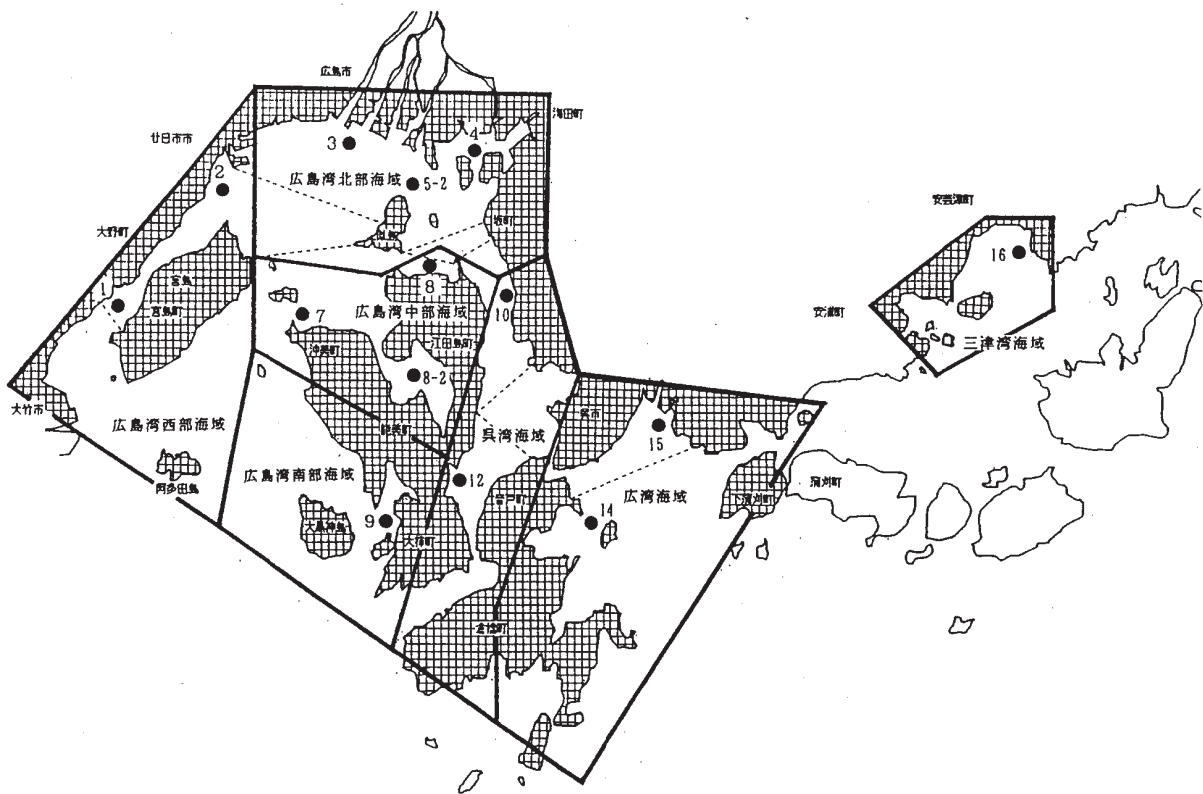 広島市
海田町
廿日市市
3
4
2
広島湾北部海域
5-2
安芸津町
坂町
大野町
似島
16
宮島
8
宮島町
1
広島湾中部海域
10
7
安浦町
江田島町
三津湾海域
沖美町
8-2
大竹市
呉市
広島湾西部海域
能美町
呉湾海域
15
広島湾南部海域
阿多田島
12
音戸町
広湾海域
下蒲刈町
蒲刈町
9
14
大黒神島
大柿町
倉橋町